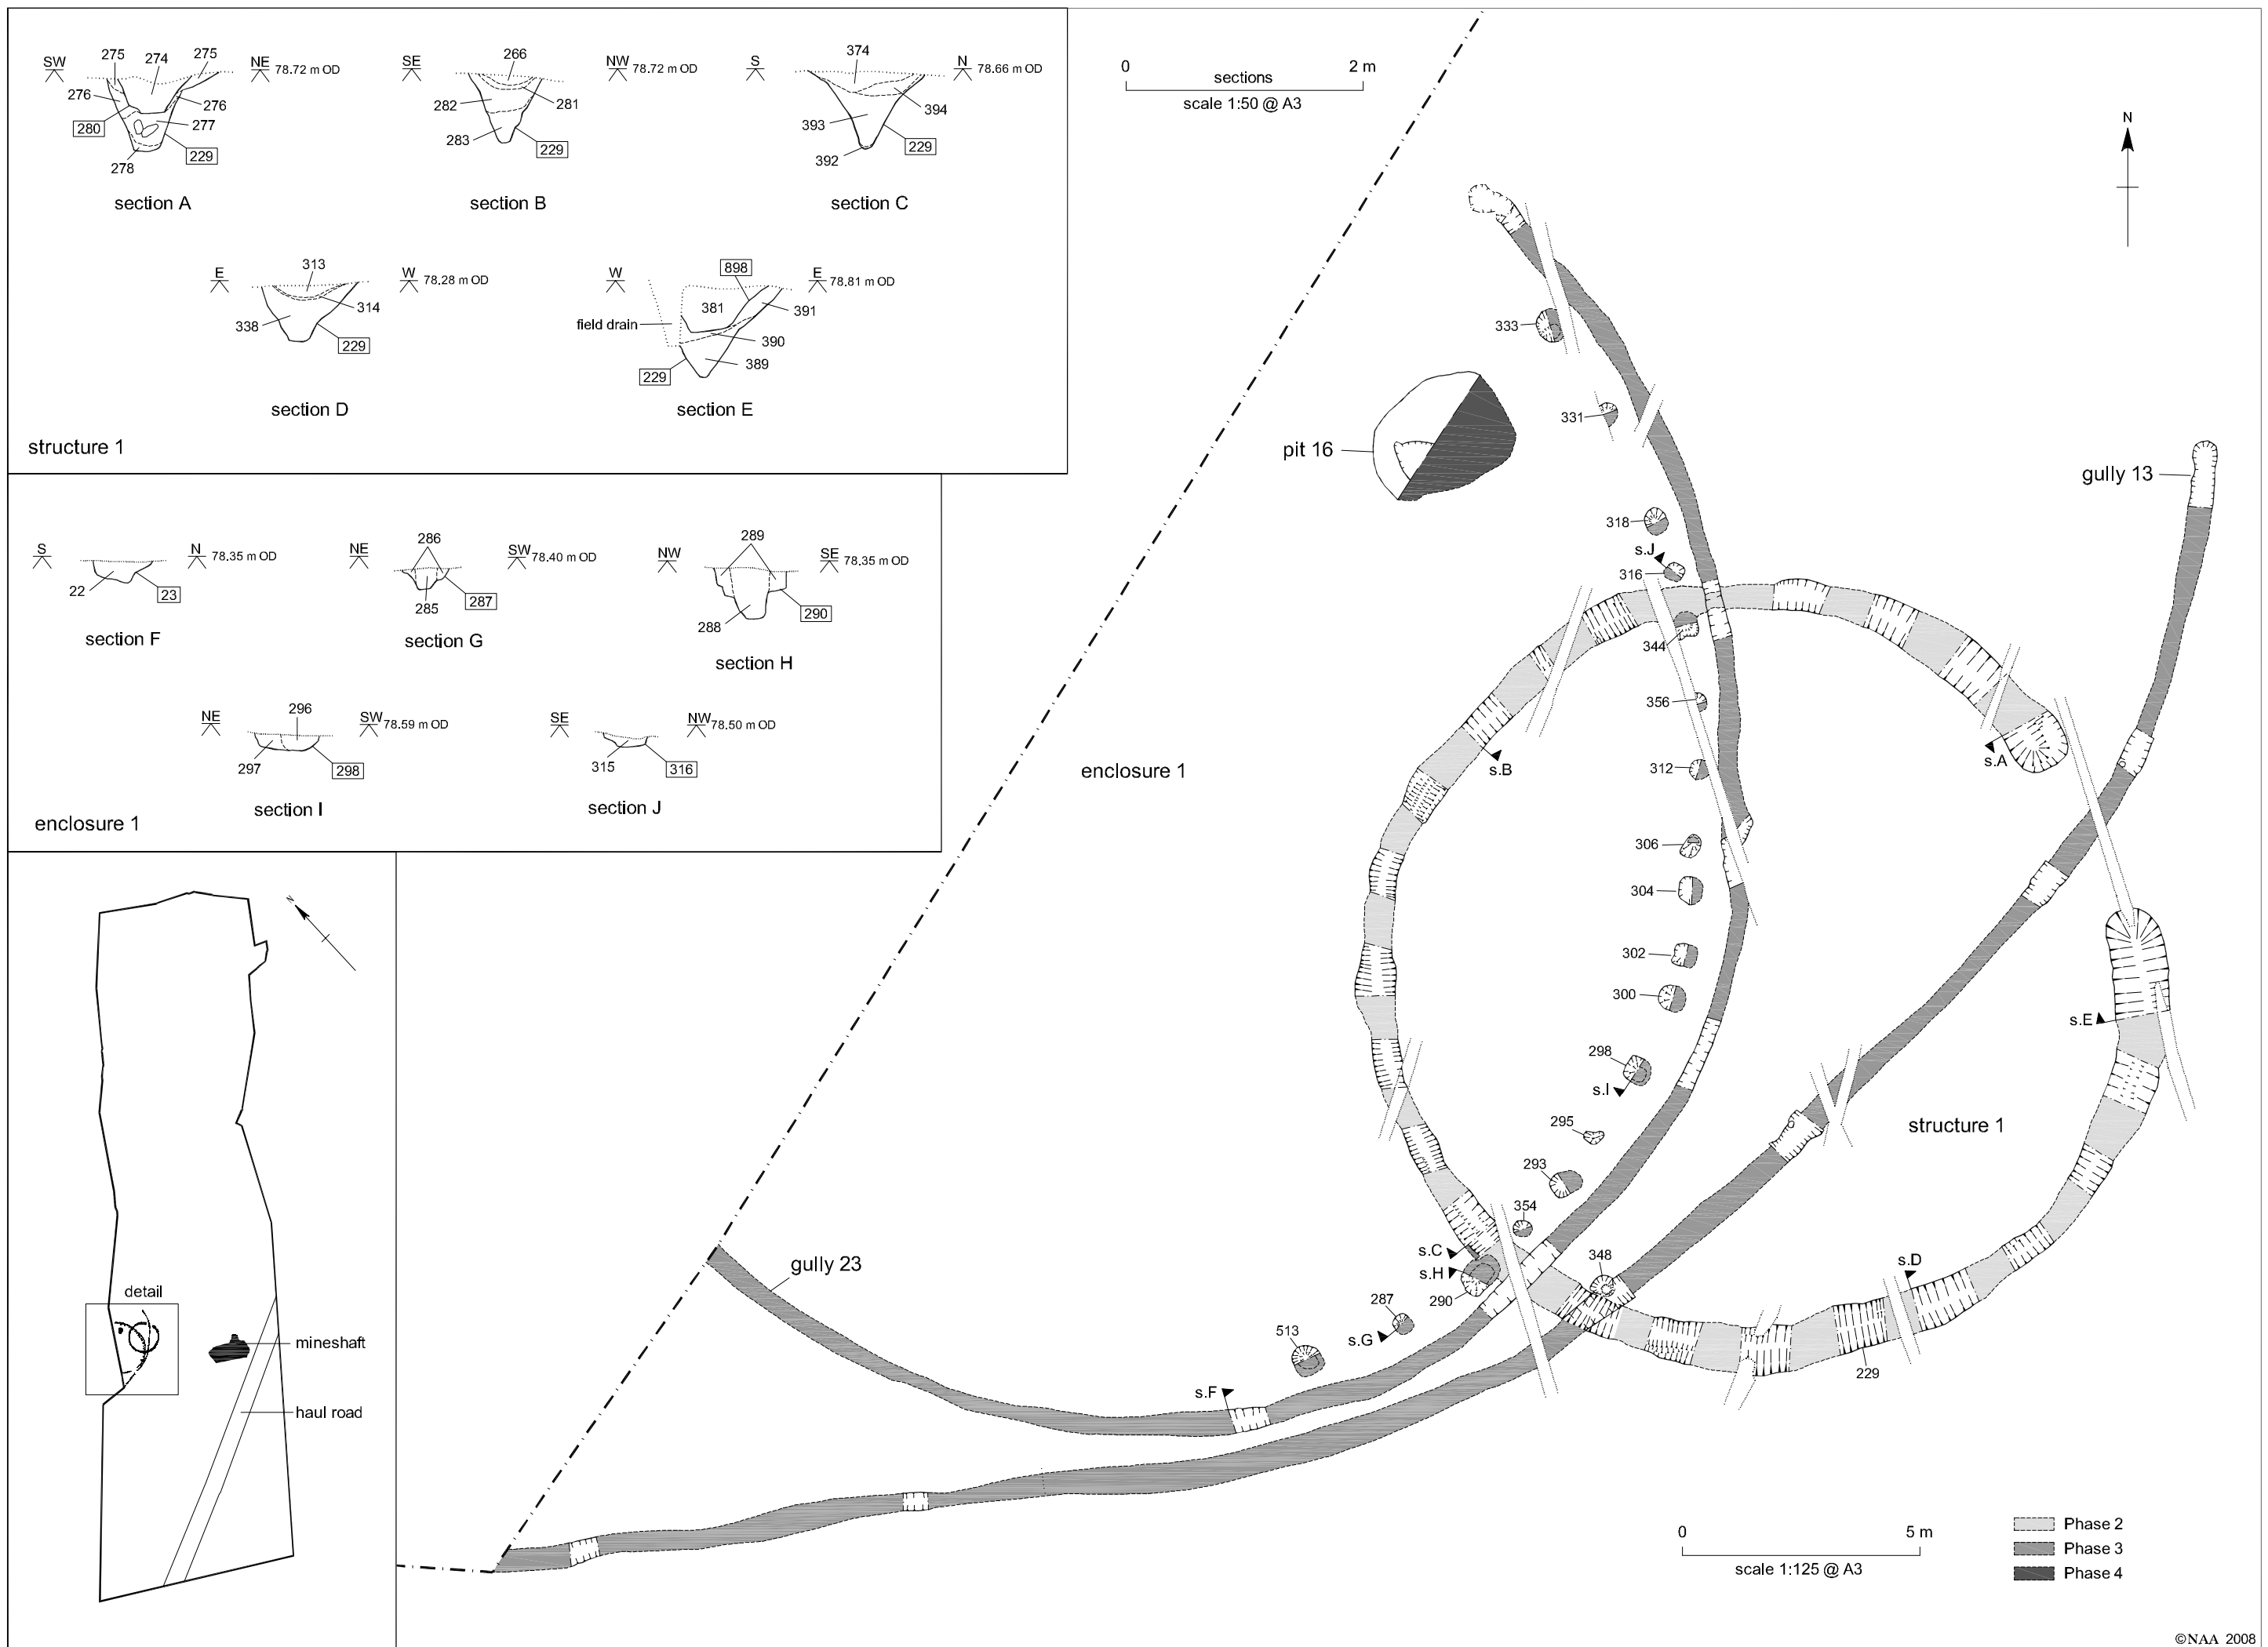 275
274
275
SW
NE 78.72 m OD
276
276
280
277
229
278
section A
266
SE
NW 78.72 m OD
282
281
283
229
section B
374
S
N 78.66 m OD
394
393
229
392
section C
313
E
W 78.28 m OD
314
338
229
section D
898
W
E 78.81 m OD
381
391
field drain
390
389
229
section E
structure 1
S
N 78.35 m OD
22
23
section F
286
NE
SW 78.40 m OD
285
287
section G
289
NW
SE 78.35 m OD
288
290
section H
296
NE
SW 78.59 m OD
297
298
section I
SE
NW 78.50 m OD
315
316
section J
enclosure 1
N
detail
mineshaft
haul road
0 2 m
sections
scale 1:50 @ A3
N
333
331
pit 16
gully 13
318
s.J
316
344
356
s.A
s.B
312
enclosure 1
306
304
302
300
s.E
298
s.I
295
structure 1
293
354
s.C
s.H
348
s.D
gully 23
290
287
s.G
513
229
s.F
0 5 m
scale 1:125 @ A3
Phase 2
Phase 3
Phase 4
©NAA 2008